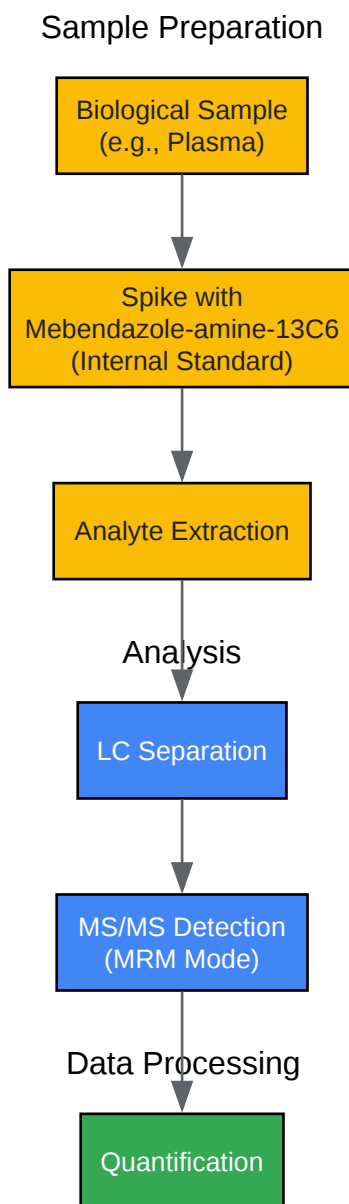 Sample Preparation
Biological Sample
(e.g., Plasma)
Spike with
Mebendazole-amine-13C6
(Internal Standard)
Analyte Extraction
Analysis
LC Separation
MS/MS Detection
(MRM Mode)
Data Processing
Quantification